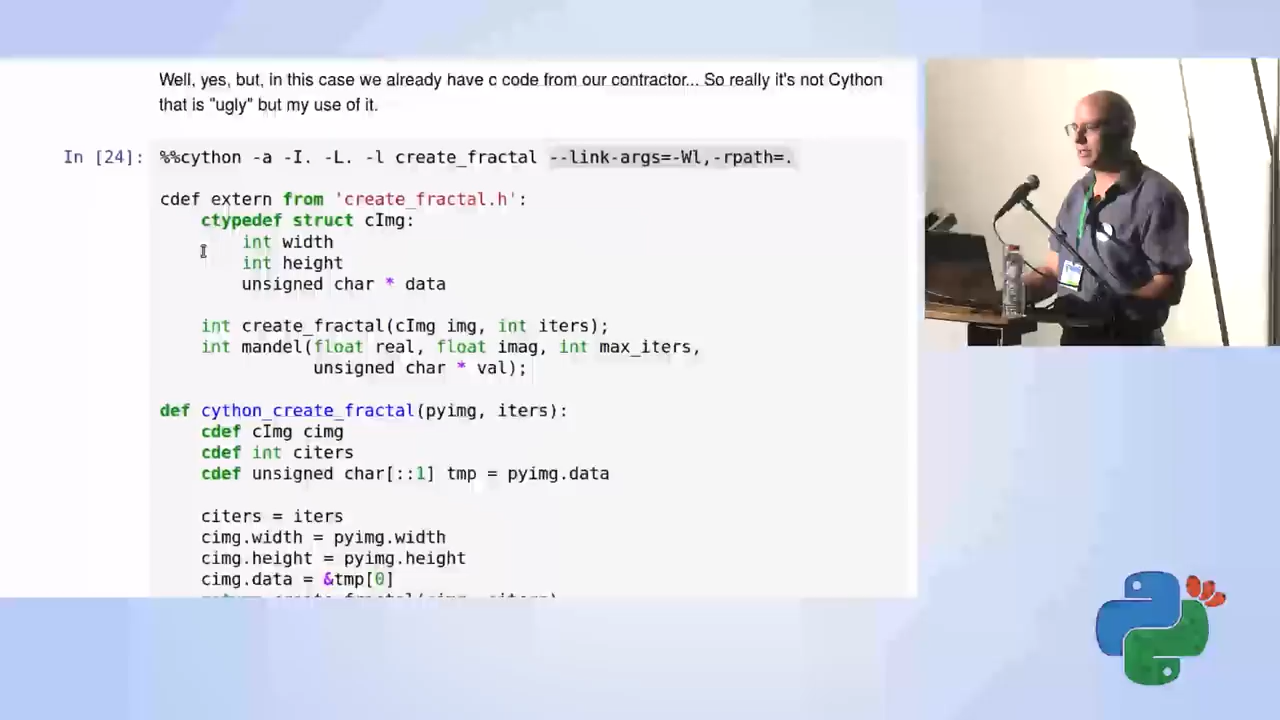 Well, yes, but, in this case we already have c code from our contractor... So really it's not Cython
that is "ugly" but my use of it.
In [24]:
%%cython -a -I. -L. -l create_fractal --link-args=-Wl,-rpath=.
cdef extern from 'create_fractal.h':
ctypedef struct cImg:
int width
int height
unsigned char * data
int create_fractal(cImg img, int iters);
int mandel(float real, float imag, int max_iters,
unsigned char * val);
def cython_create_fractal(pyimg, iters):
cdef cImg cimg
cdef int citers
cdef unsigned char[::1] tmp = pyimg.data
citers = iters
cimg.width = pyimg.width
cimg.height = pyimg.height
cimg.data = &tmp[0]